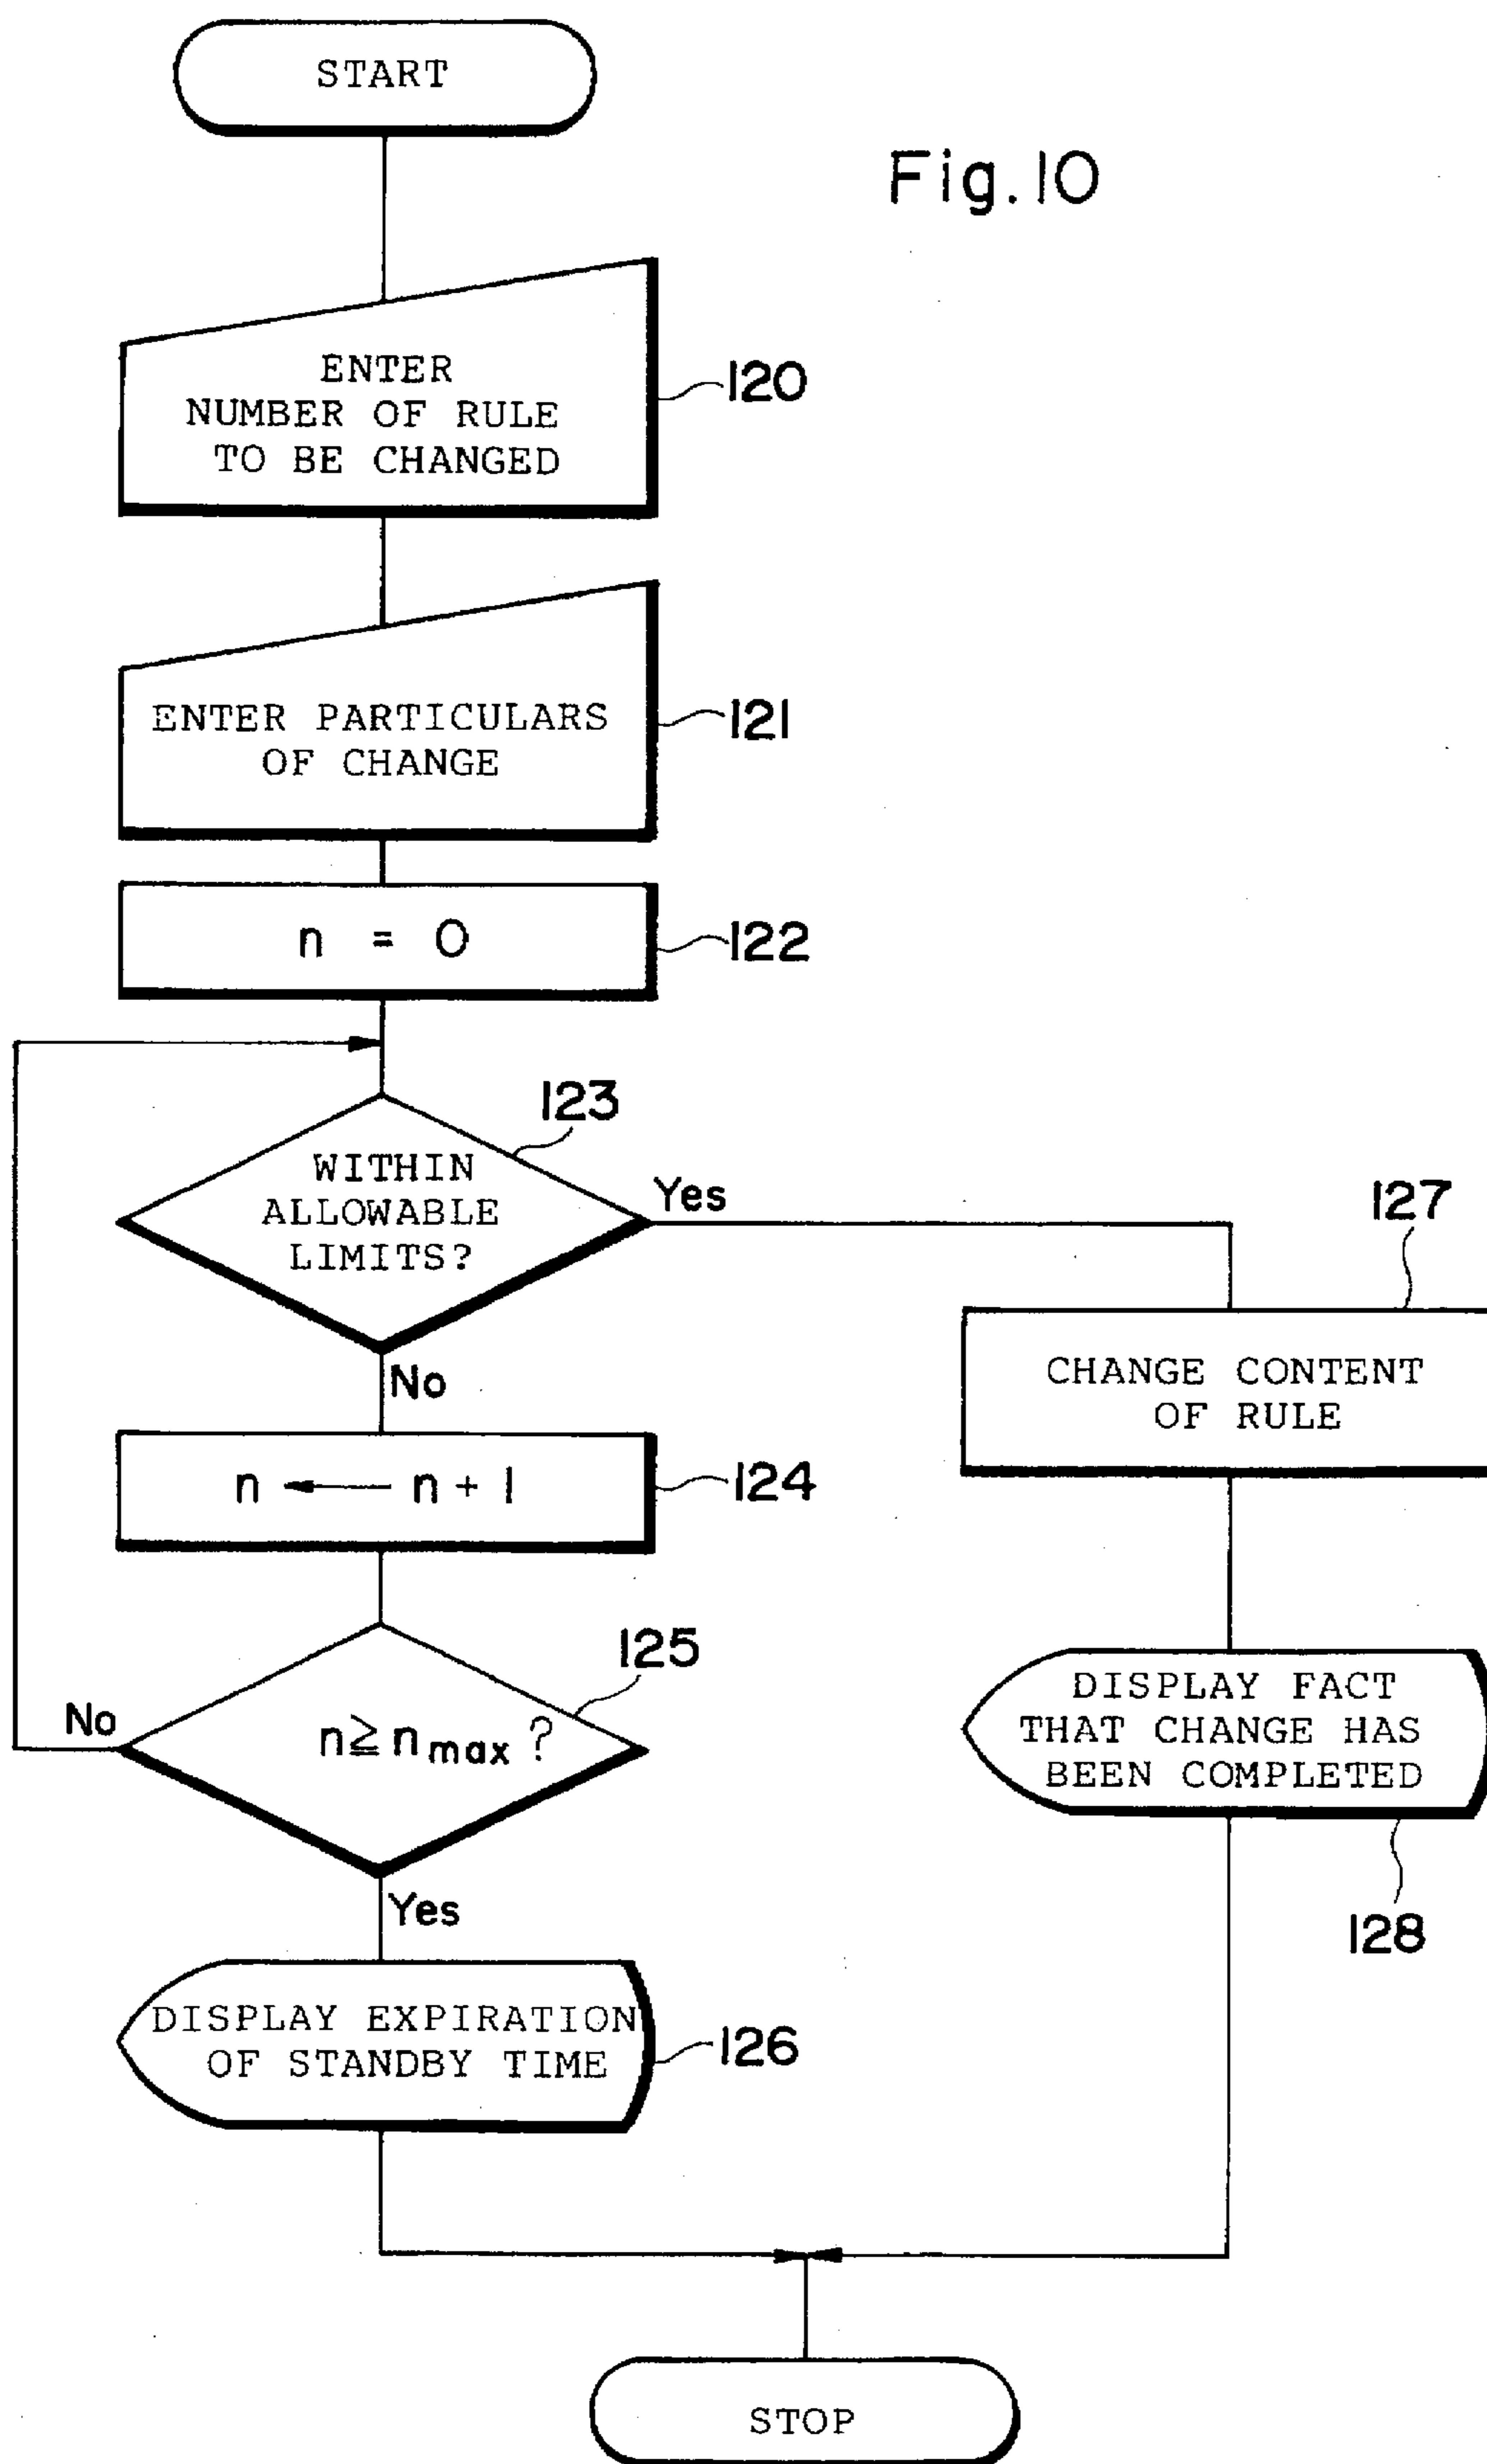 START
Fig. 10
ENTER
NUMBER OF RULE
TO BE CHANGED
120
ENTER PARTICULARS
OF CHANGE
121
n = 0
122
123
WITHIN
ALLOWABLE
LIMITS?
Yes
No
127
CHANGE CONTENT
OF RULE
n ← n + 1
124
125
n ≧ nmax ?
No
Yes
DISPLAY FACT
THAT CHANGE HAS
BEEN COMPLETED
128
DISPLAY EXPIRATION
OF STANDBY TIME
126
STOP